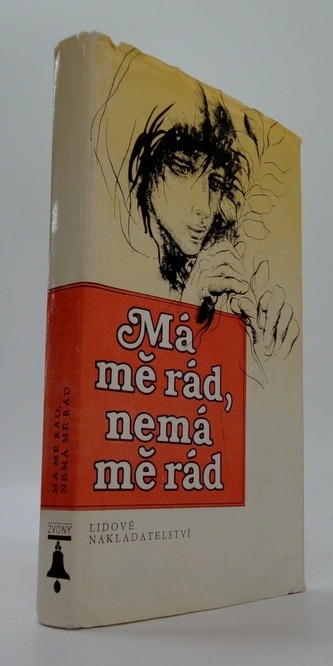 Má
mě rád,
nemá
mě rád
LIDOVÉ
NAKLADATELSTVÍ
MÁ MĚ RÁD,
NEMÁ MĚ RÁD
ZVONY